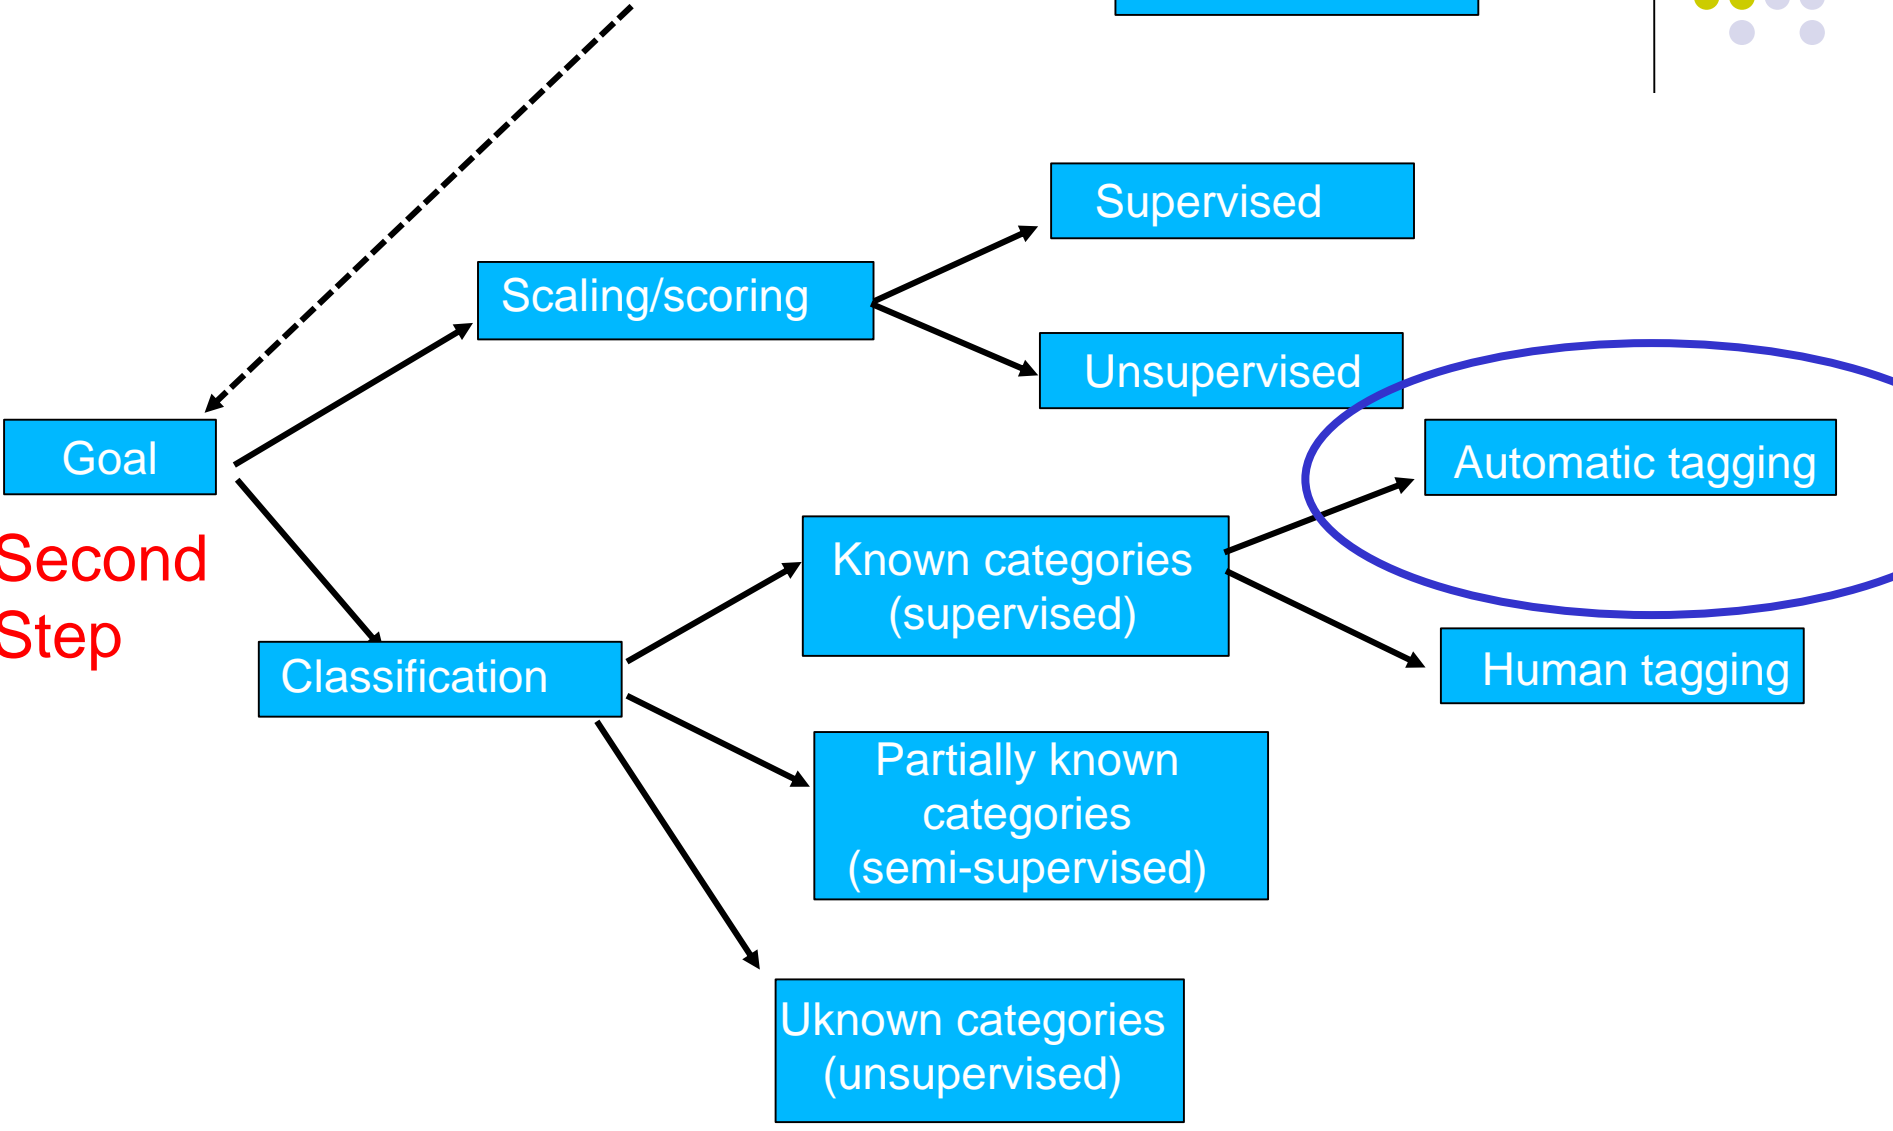 Supervised
Scaling/scoring
Unsupervised
Goal
Automatic tagging
Second
Step
Known categories
(supervised)
Classification
Human tagging
Partially known
categories
(semi-supervised)
Uknown categories
(unsupervised)